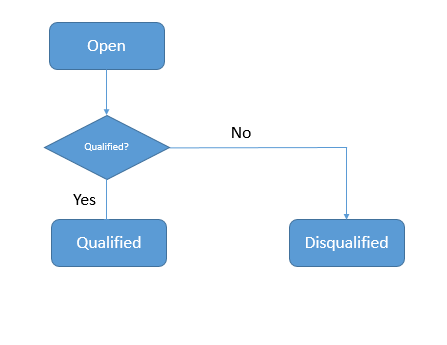 Open
Qualified?
No
Yes
Qualified
Disqualified